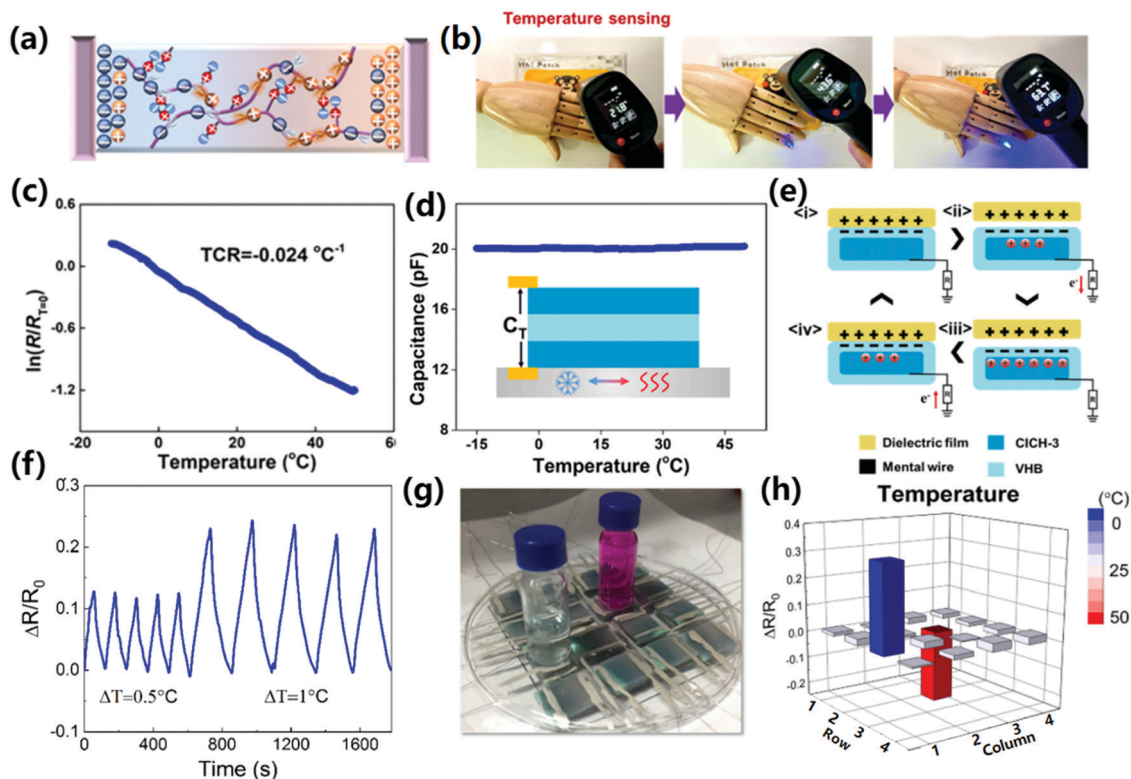 Temperature sensing
(a)
(b)
Hot Patch
21.8°
63.7°
(c)
0.6
0.0
-0.6
-1.2
ln(R/R_T=0)
TCR=-0.024 °C⁻¹
-20 0 20 40 60
Temperature (°C)
(d)
20
16
12
8
Capacitance (pF)
C_T
-15 0 15 30 45
Temperature (°C)
(e)
<i>
<ii>
+ + + + + +
+ + + + + +
R
R
e-
<iv>
<iii>
+ + + + + +
+ + + + + +
R
R
e-
Dielectric film
CICH-3
Mental wire
VHB
(f)
0.3
0.2
0.1
0.0
-0.1
ΔR/R₀
ΔT=0.5°C
ΔT=1°C
0 400 800 1200 1600
Time (s)
(g)
(h)
Temperature
(°C)
0
25
50
0.4
0.3
0.2
0.1
0.0
-0.1
-0.2
ΔR/R₀
1
2
3
4
Row
1
2
3
4
Column